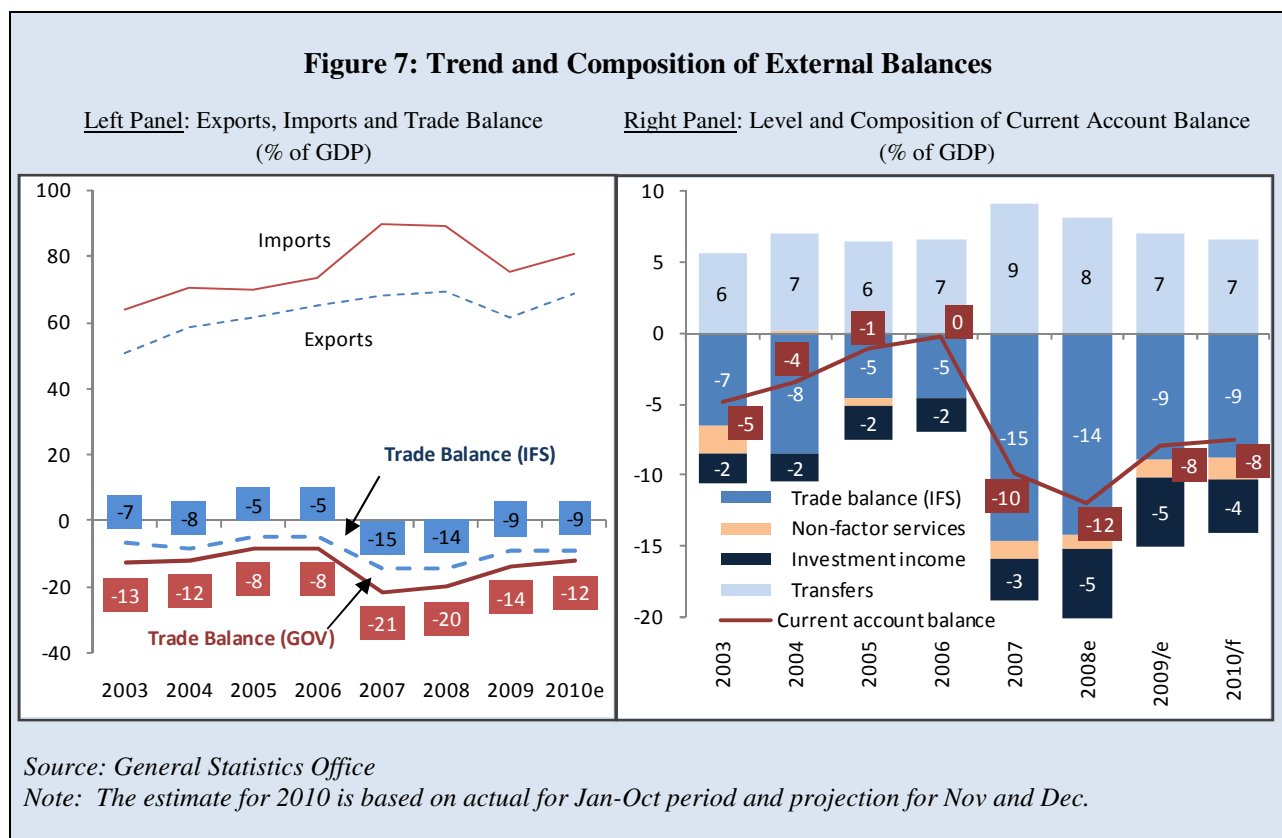 Figure 7: Trend and Composition of External Balances
Left Panel: Exports, Imports and Trade Balance
(% of GDP)
100
80
60
40
20
0
-20
-40
Imports
Exports
Trade Balance (IFS)
-7 -8 -5 -5 -15 -14 -9 -9
-13 -12 -8 -8 -21 -20 -14 -12
Trade Balance (GOV)
2003 2004 2005 2006 2007 2008 2009 2010e
Right Panel: Level and Composition of Current Account Balance
(% of GDP)
10
5
0
-5
-10
-15
-20
6 7 6 7 9 8 7 7
-7 -8 -5 -5 -15 -14 -9 -9
-5 -4 -1 0 -10 -12 -8 -8
-2 -2 -2 -2 -3 -5 -5 -4
Trade balance (IFS)
Non-factor services
Investment income
Transfers
Current account balance
2003 2004 2005 2006 2007 2008e 2009/e 2010/f
Source: General Statistics Office
Note: The estimate for 2010 is based on actual for Jan-Oct period and projection for Nov and Dec.